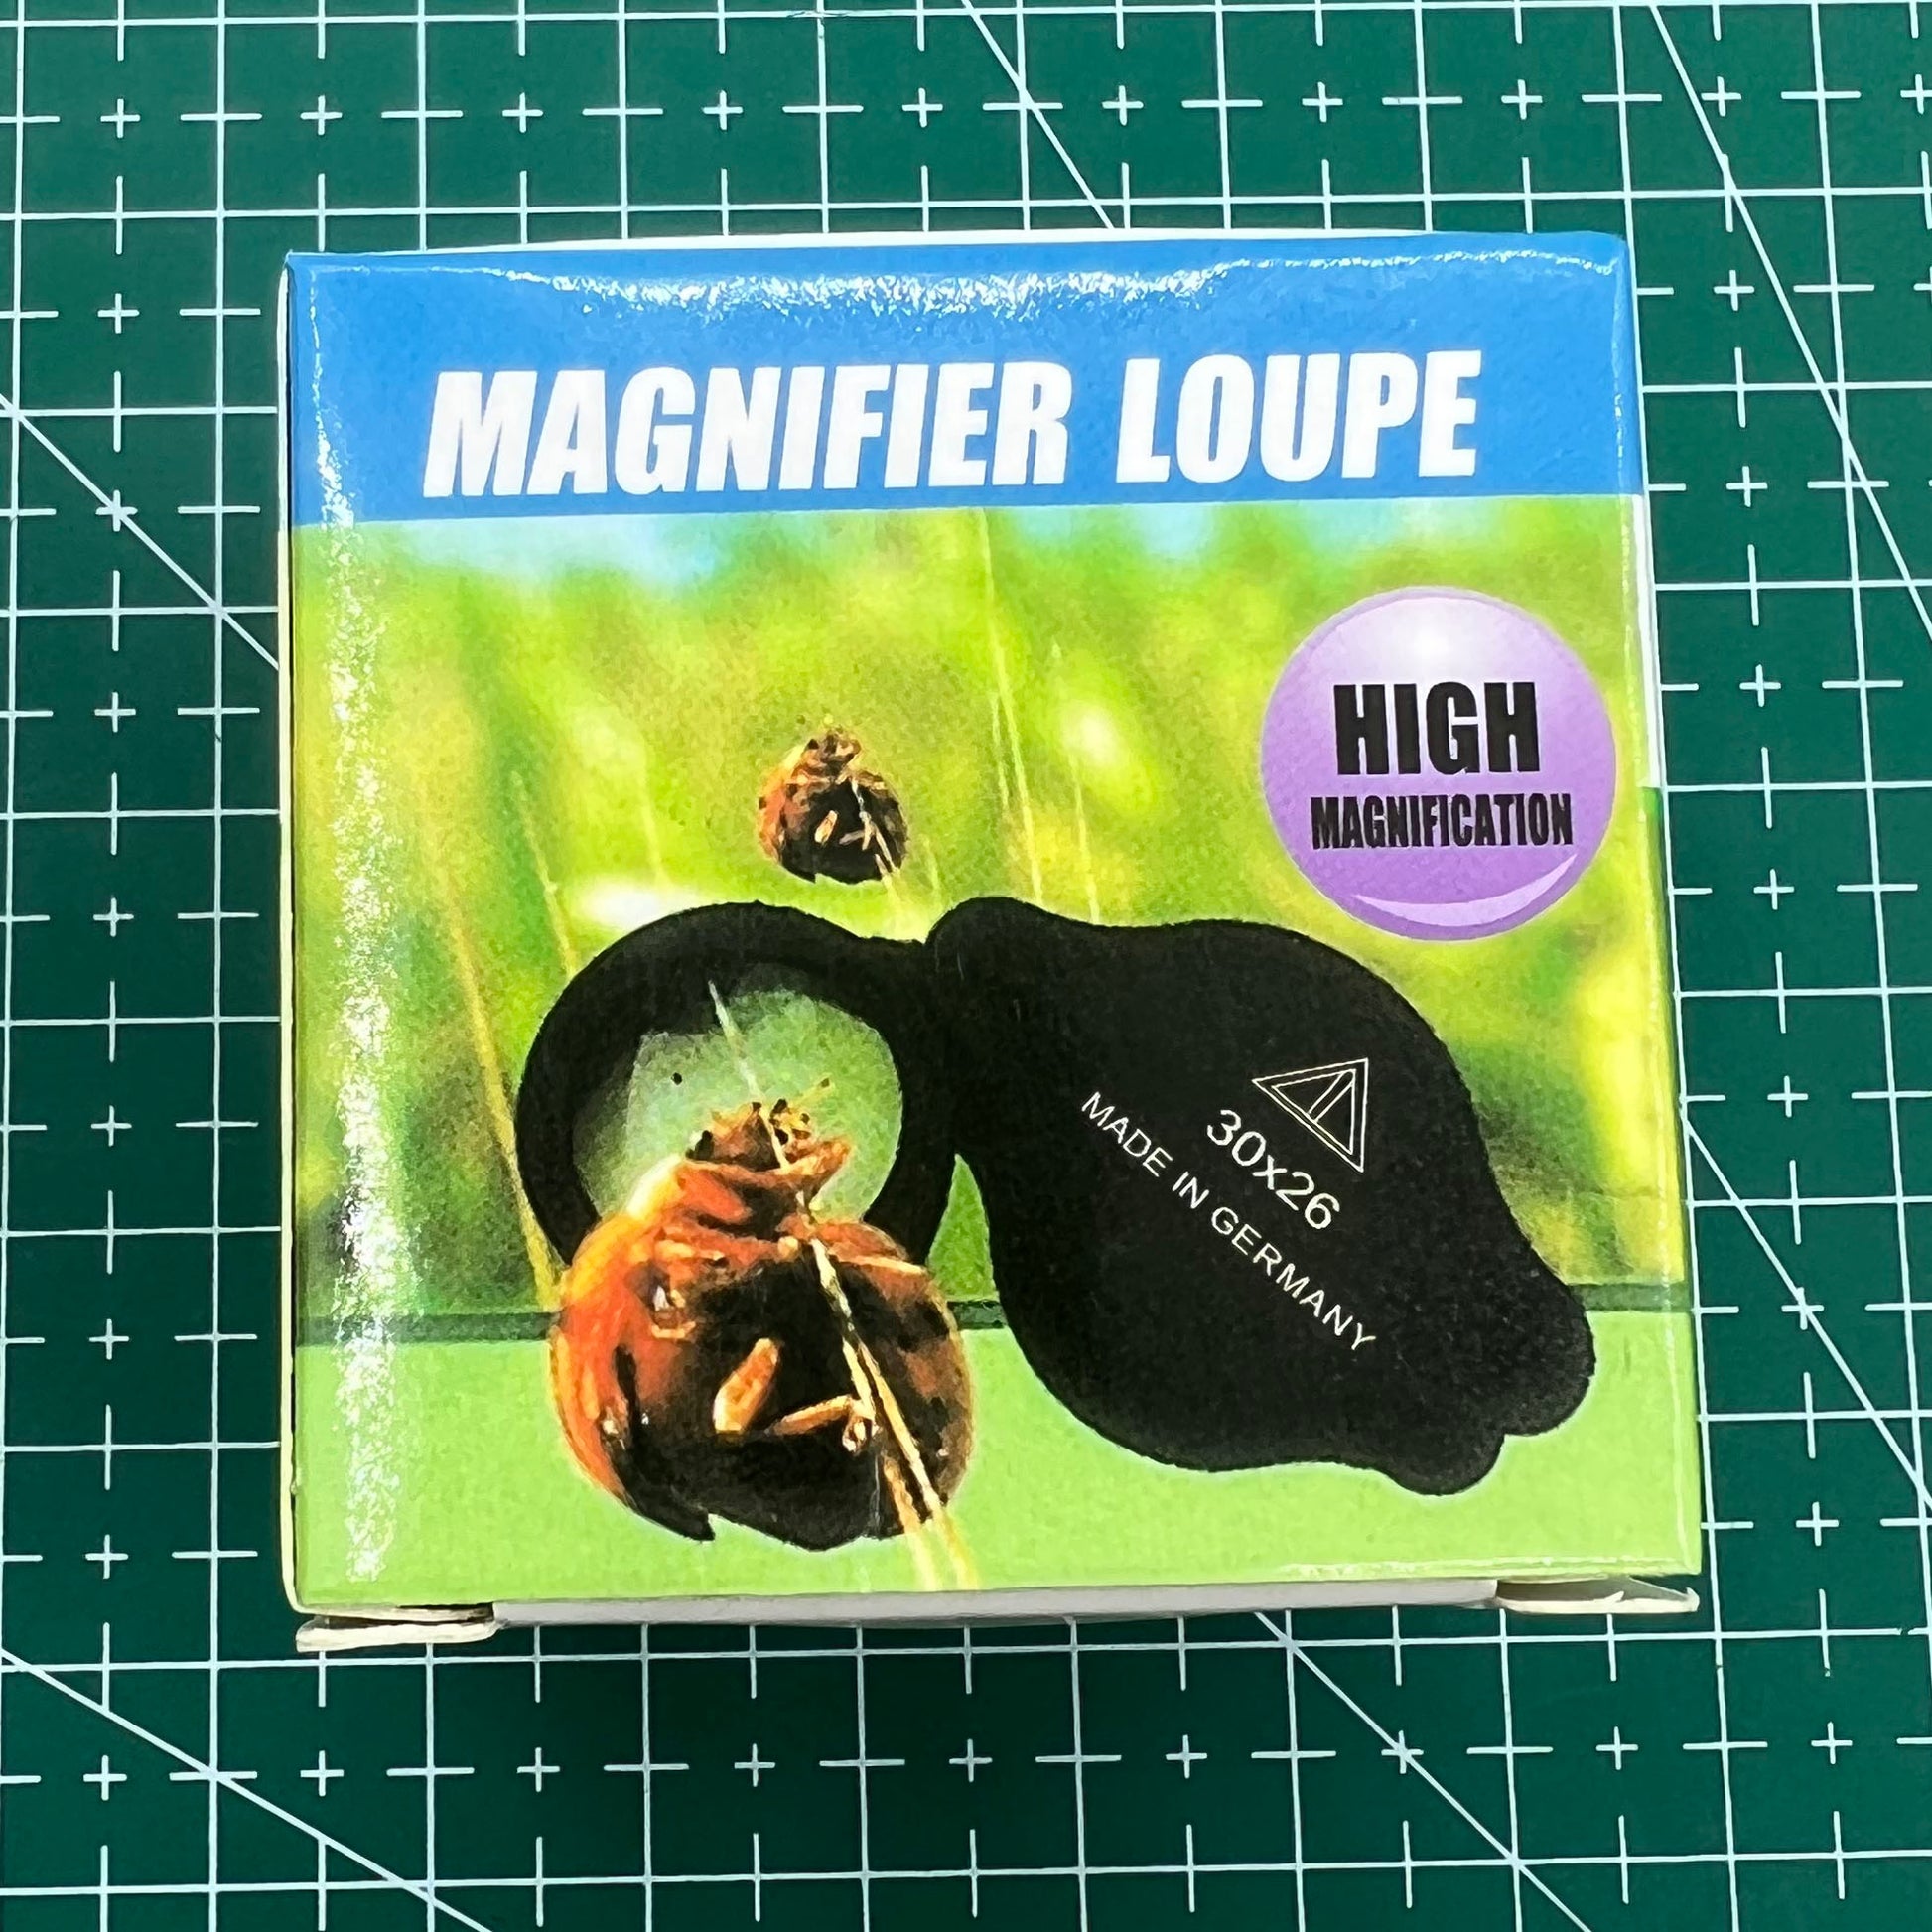 MAGNIFIER LOUPE
HIGH
MAGNIFICATION
30x26
MADE IN GERMANY